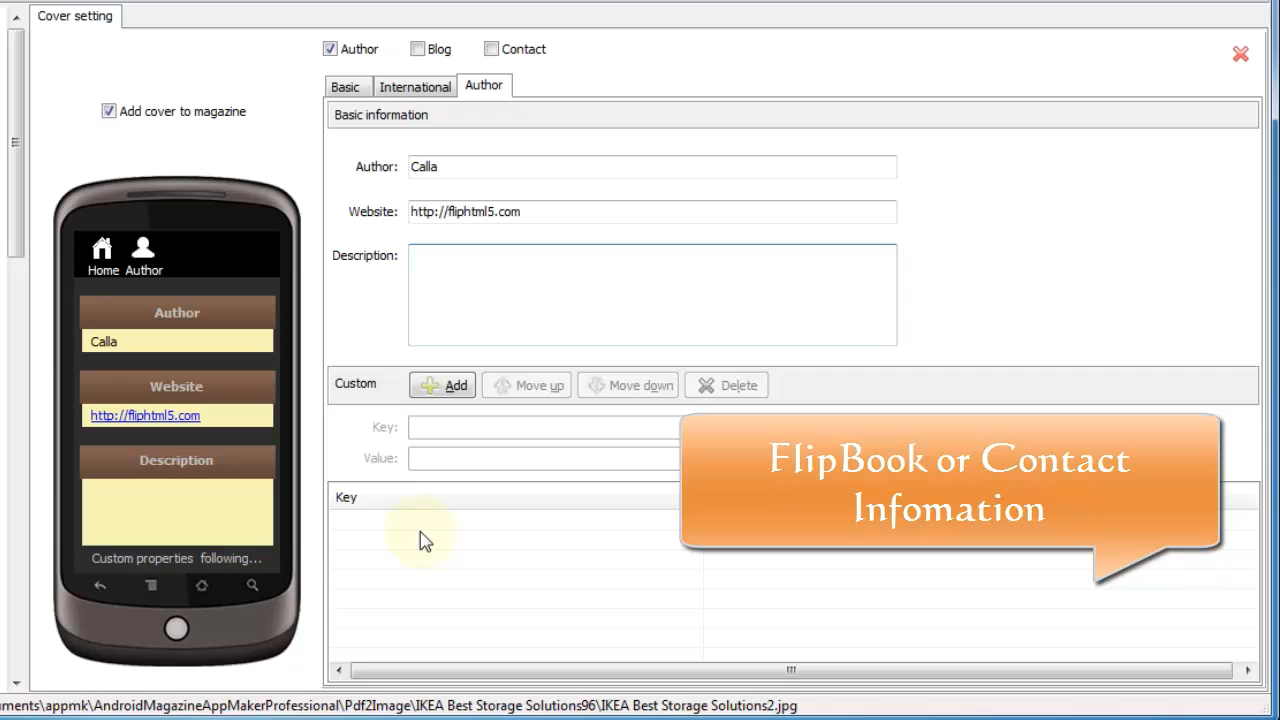 Cover setting
Author Blog Contact
Basic International Author
Add cover to magazine
Basic information
Author: Calla
Website: http://fliphtml5.com
Description:
Home Author
Author
Calla
Website
http://fliphtml5.com
Description
Custom properties following...
Custom Add Move up Move down Delete
Key:
Value:
Key
FlipBook or Contact
Infomation
uments\appmk\AndroidMagazineAppMakerProfessional\Pdf2Image\IKEA Best Storage Solutions96\IKEA Best Storage Solutions2.jpg